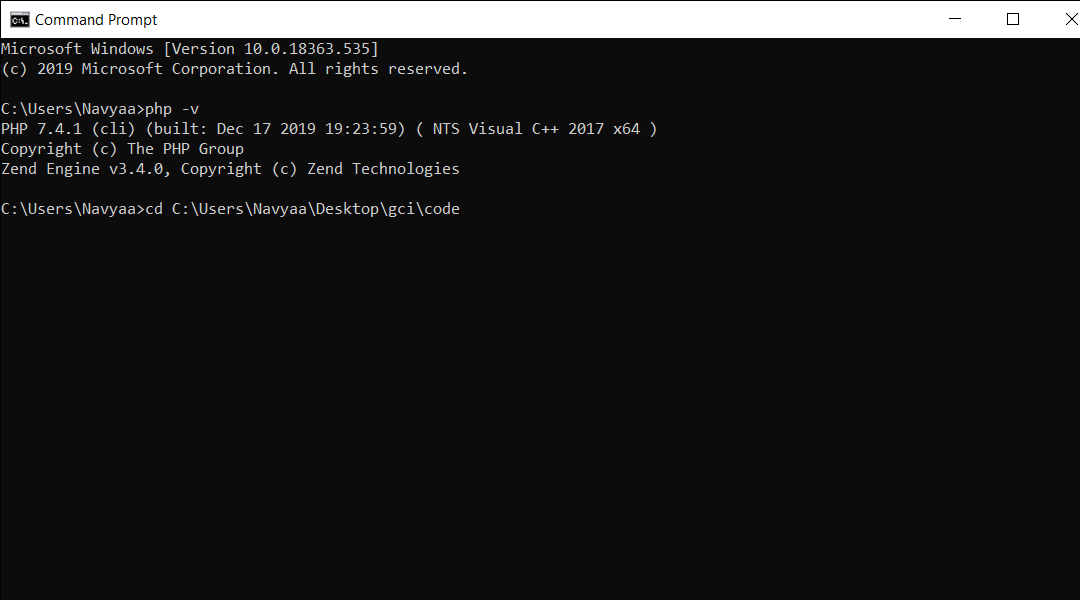 Command Prompt
Microsoft Windows [Version 10.0.18363.535]
(c) 2019 Microsoft Corporation. All rights reserved.
C:\Users\Navyaa>php -v
PHP 7.4.1 (cli) (built: Dec 17 2019 19:23:59) ( NTS Visual C++ 2017 x64 )
Copyright (c) The PHP Group
Zend Engine v3.4.0, Copyright (c) Zend Technologies
C:\Users\Navyaa>cd C:\Users\Navyaa\Desktop\gci\code